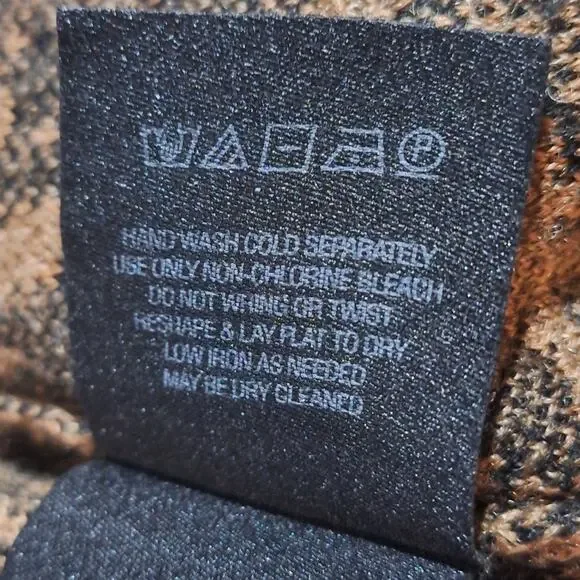 P
HAND WASH COLD SEPARATELY
USE ONLY NON-CHLORINE BLEACH
DO NOT WRING OR TWIST
RESHAPE & LAY FLAT TO DRY
LOW IRON AS NEEDED
MAY BE DRY CLEANED